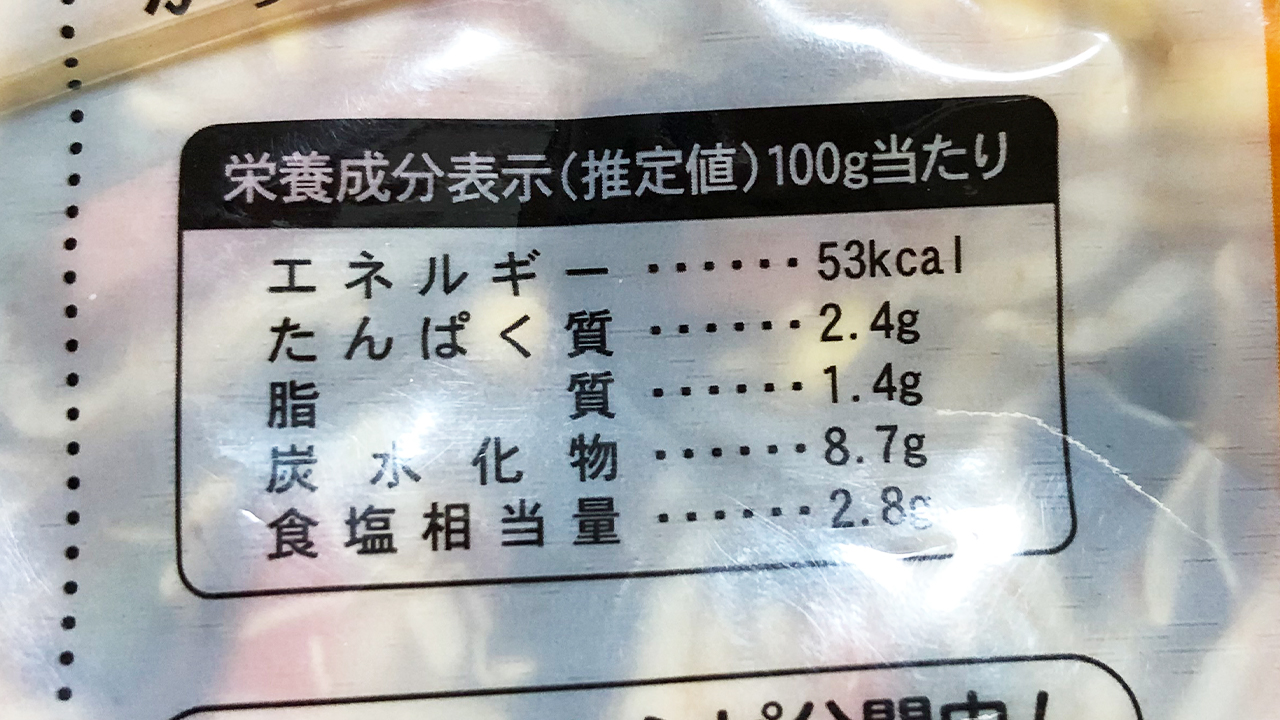 栄養成分表示(推定値)100g当たり
エネルギー ‥‥‥ 53kcal
たんぱく質 ‥‥‥ 2.4g
脂質 ‥‥‥ 1.4g
炭水化物 ‥‥‥ 8.7g
食塩相当量 ‥‥‥ 2.8g